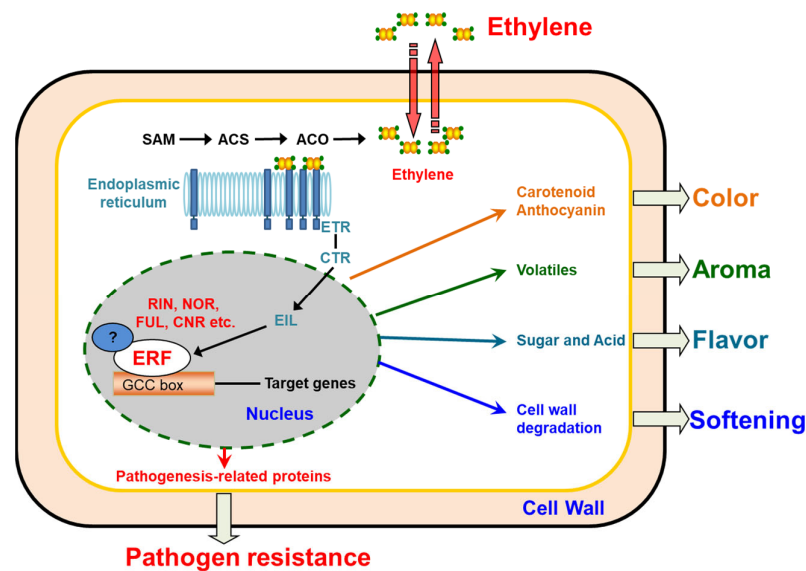 Ethylene
SAM
ACS
ACO
Ethylene
Endoplasmic
reticulum
ETR
CTR
Carotenoid
Anthocyanin
Color
Volatiles
Aroma
RIN, NOR,
FUL, CNR etc.
EIL
?
ERF
GCC box
Target genes
Nucleus
Sugar and Acid
Flavor
Cell wall
degradation
Softening
Pathogenesis-related proteins
Cell Wall
Pathogen resistance